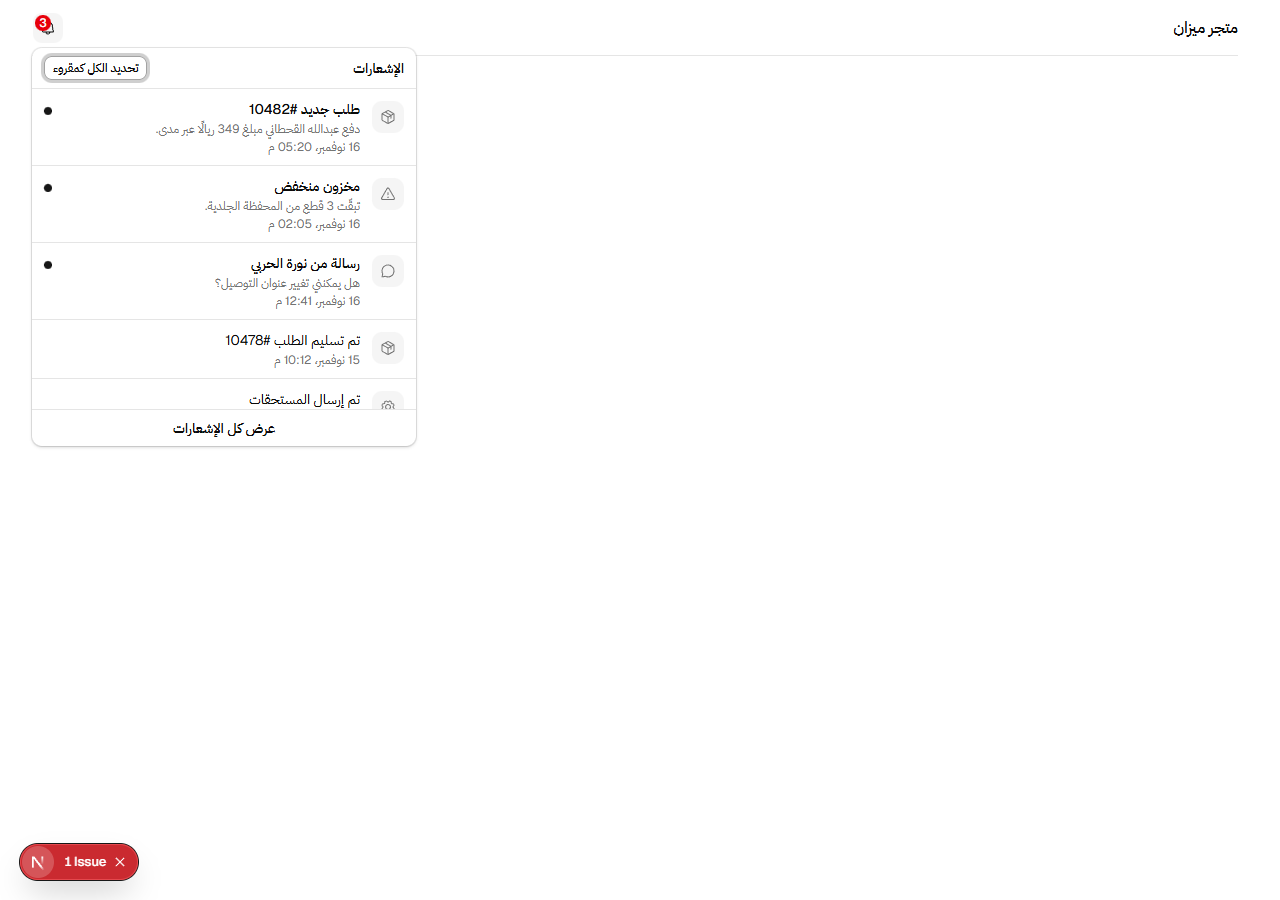 متجر ميزان
3
الإشعارات
تحديد الكل كمقروء
طلب جديد #10482
دفع عبدالله القحطاني مبلغ 349 ريالًا عبر مدى.
16 نوفمبر، 05:20 م
مخزون منخفض
تبقّت 3 قطع من المحفظة الجلدية.
16 نوفمبر، 02:05 م
رسالة من نورة الحربي
هل يمكنني تغيير عنوان التوصيل؟
16 نوفمبر، 12:41 م
تم تسليم الطلب #10478
15 نوفمبر، 10:12 م
تم إرسال المستحقات
عرض كل الإشعارات
N 1 Issue